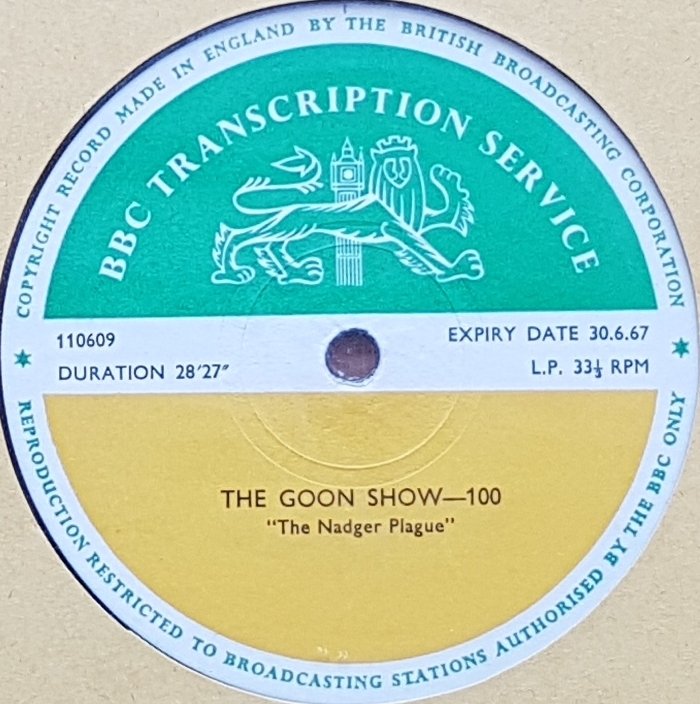 COPYRIGHT RECORD MADE IN ENGLAND BY THE BRITISH BROADCASTING CORPORATION
BBC TRANSCRIPTION SERVICE
110609
EXPIRY DATE 30.6.67
DURATION 28′27″
L.P. 33⅓ RPM
THE GOON SHOW—100
"The Nadger Plague"
REPRODUCTION RESTRICTED TO BROADCASTING STATIONS AUTHORISED BY THE BBC ONLY